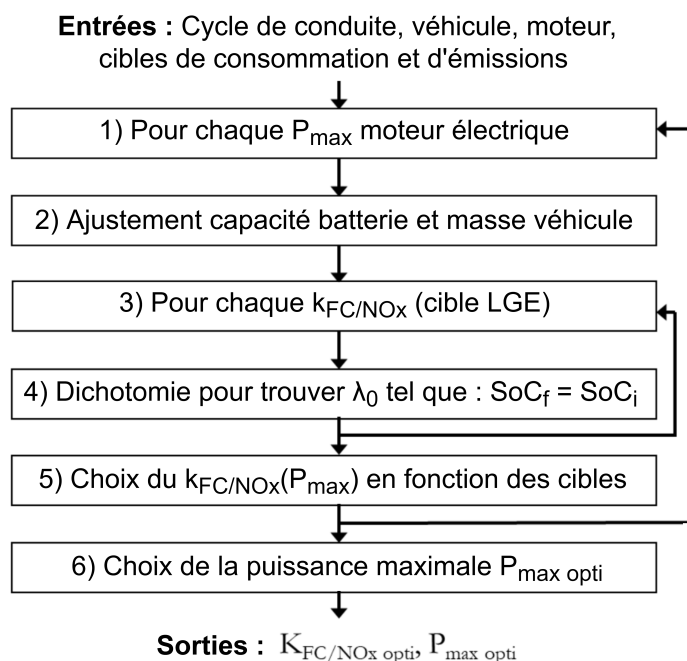 Entrées : Cycle de conduite, véhicule, moteur,
cibles de consommation et d'émissions
1) Pour chaque Pmax moteur électrique
2) Ajustement capacité batterie et masse véhicule
3) Pour chaque kFC/NOx (cible LGE)
4) Dichotomie pour trouver λ0 tel que : SoCf = SoCi
5) Choix du kFC/NOx(Pmax) en fonction des cibles
6) Choix de la puissance maximale Pmax opti
Sorties : KFC/NOx opti, Pmax opti